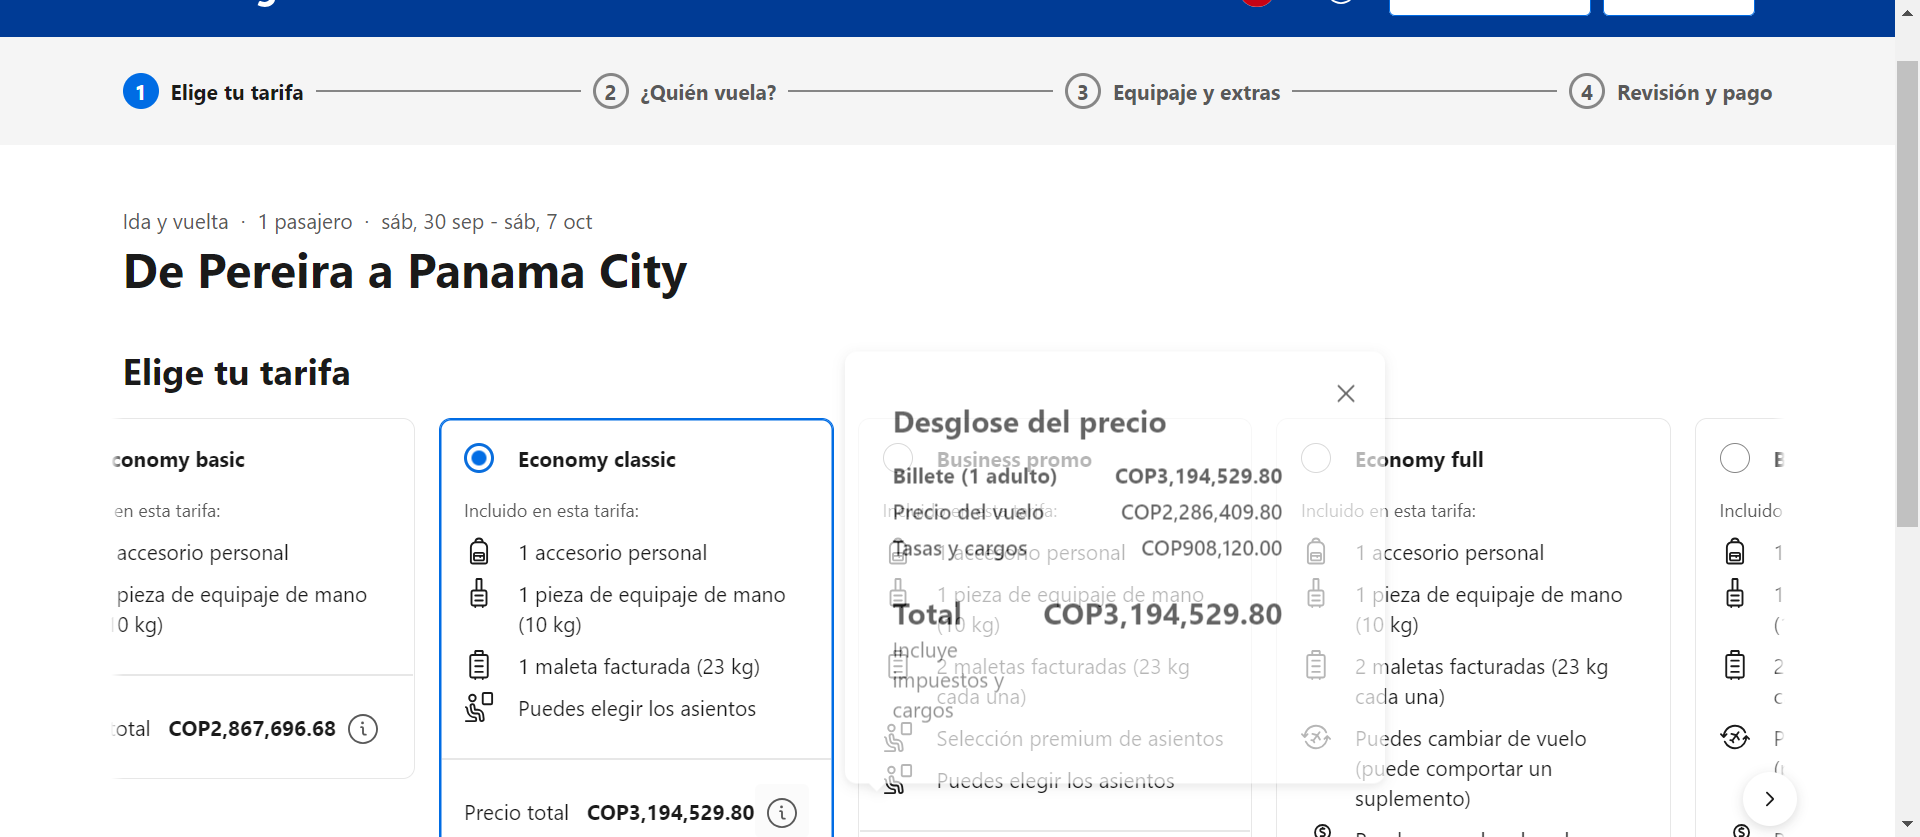 1 Elige tu tarifa
2 ¿Quién vuela?
3 Equipaje y extras
4 Revisión y pago
Ida y vuelta · 1 pasajero · sáb, 30 sep - sáb, 7 oct
De Pereira a Panama City
Elige tu tarifa
conomy basic
en esta tarifa:
accesorio personal
pieza de equipaje de mano
0 kg)
total COP2,867,696.68
Economy classic
Incluido en esta tarifa:
1 accesorio personal
1 pieza de equipaje de mano
(10 kg)
1 maleta facturada (23 kg)
Puedes elegir los asientos
Precio total COP3,194,529.80
Desglose del precio
Billete (1 adulto) COP3,194,529.80
Precio del vuelo COP2,286,409.80
Tasas y cargos COP908,120.00
Total COP3,194,529.80
Incluye
impuestos y
cargos
Business promo
Incluido en esta tarifa:
1 accesorio personal
1 pieza de equipaje de mano
(10 kg)
2 maletas facturadas (23 kg
cada una)
Selección premium de asientos
Puedes elegir los asientos
Economy full
Incluido en esta tarifa:
1 accesorio personal
1 pieza de equipaje de mano
(10 kg)
2 maletas facturadas (23 kg
cada una)
Puedes cambiar de vuelo
(puede comportar un
suplemento)
Incluido
1
1
2